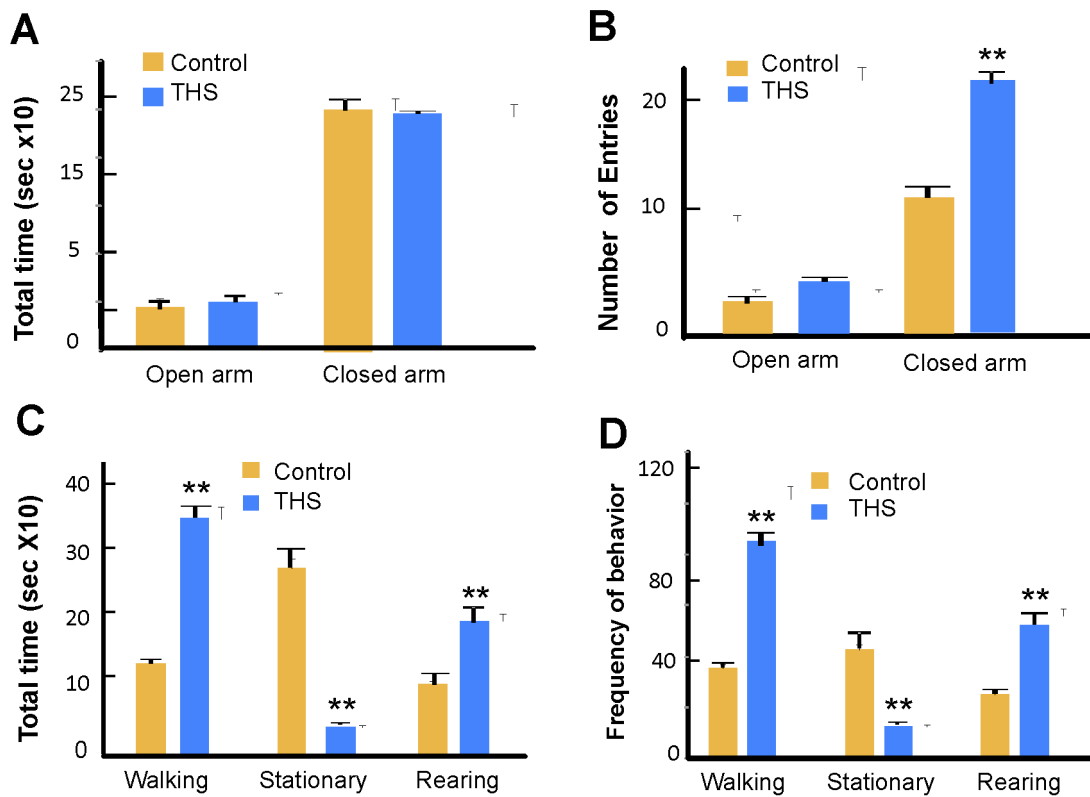 A
Control
THS
Total time (sec x10)
25
15
5
0
Open arm
Closed arm
B
Control
THS
**
Number of Entries
20
10
0
Open arm
Closed arm
C
Control
THS
Total time (sec X10)
40
30
20
10
0
**
**
**
Walking
Stationary
Rearing
D
Control
THS
Frequency of behavior
120
80
40
0
**
**
**
Walking
Stationary
Rearing